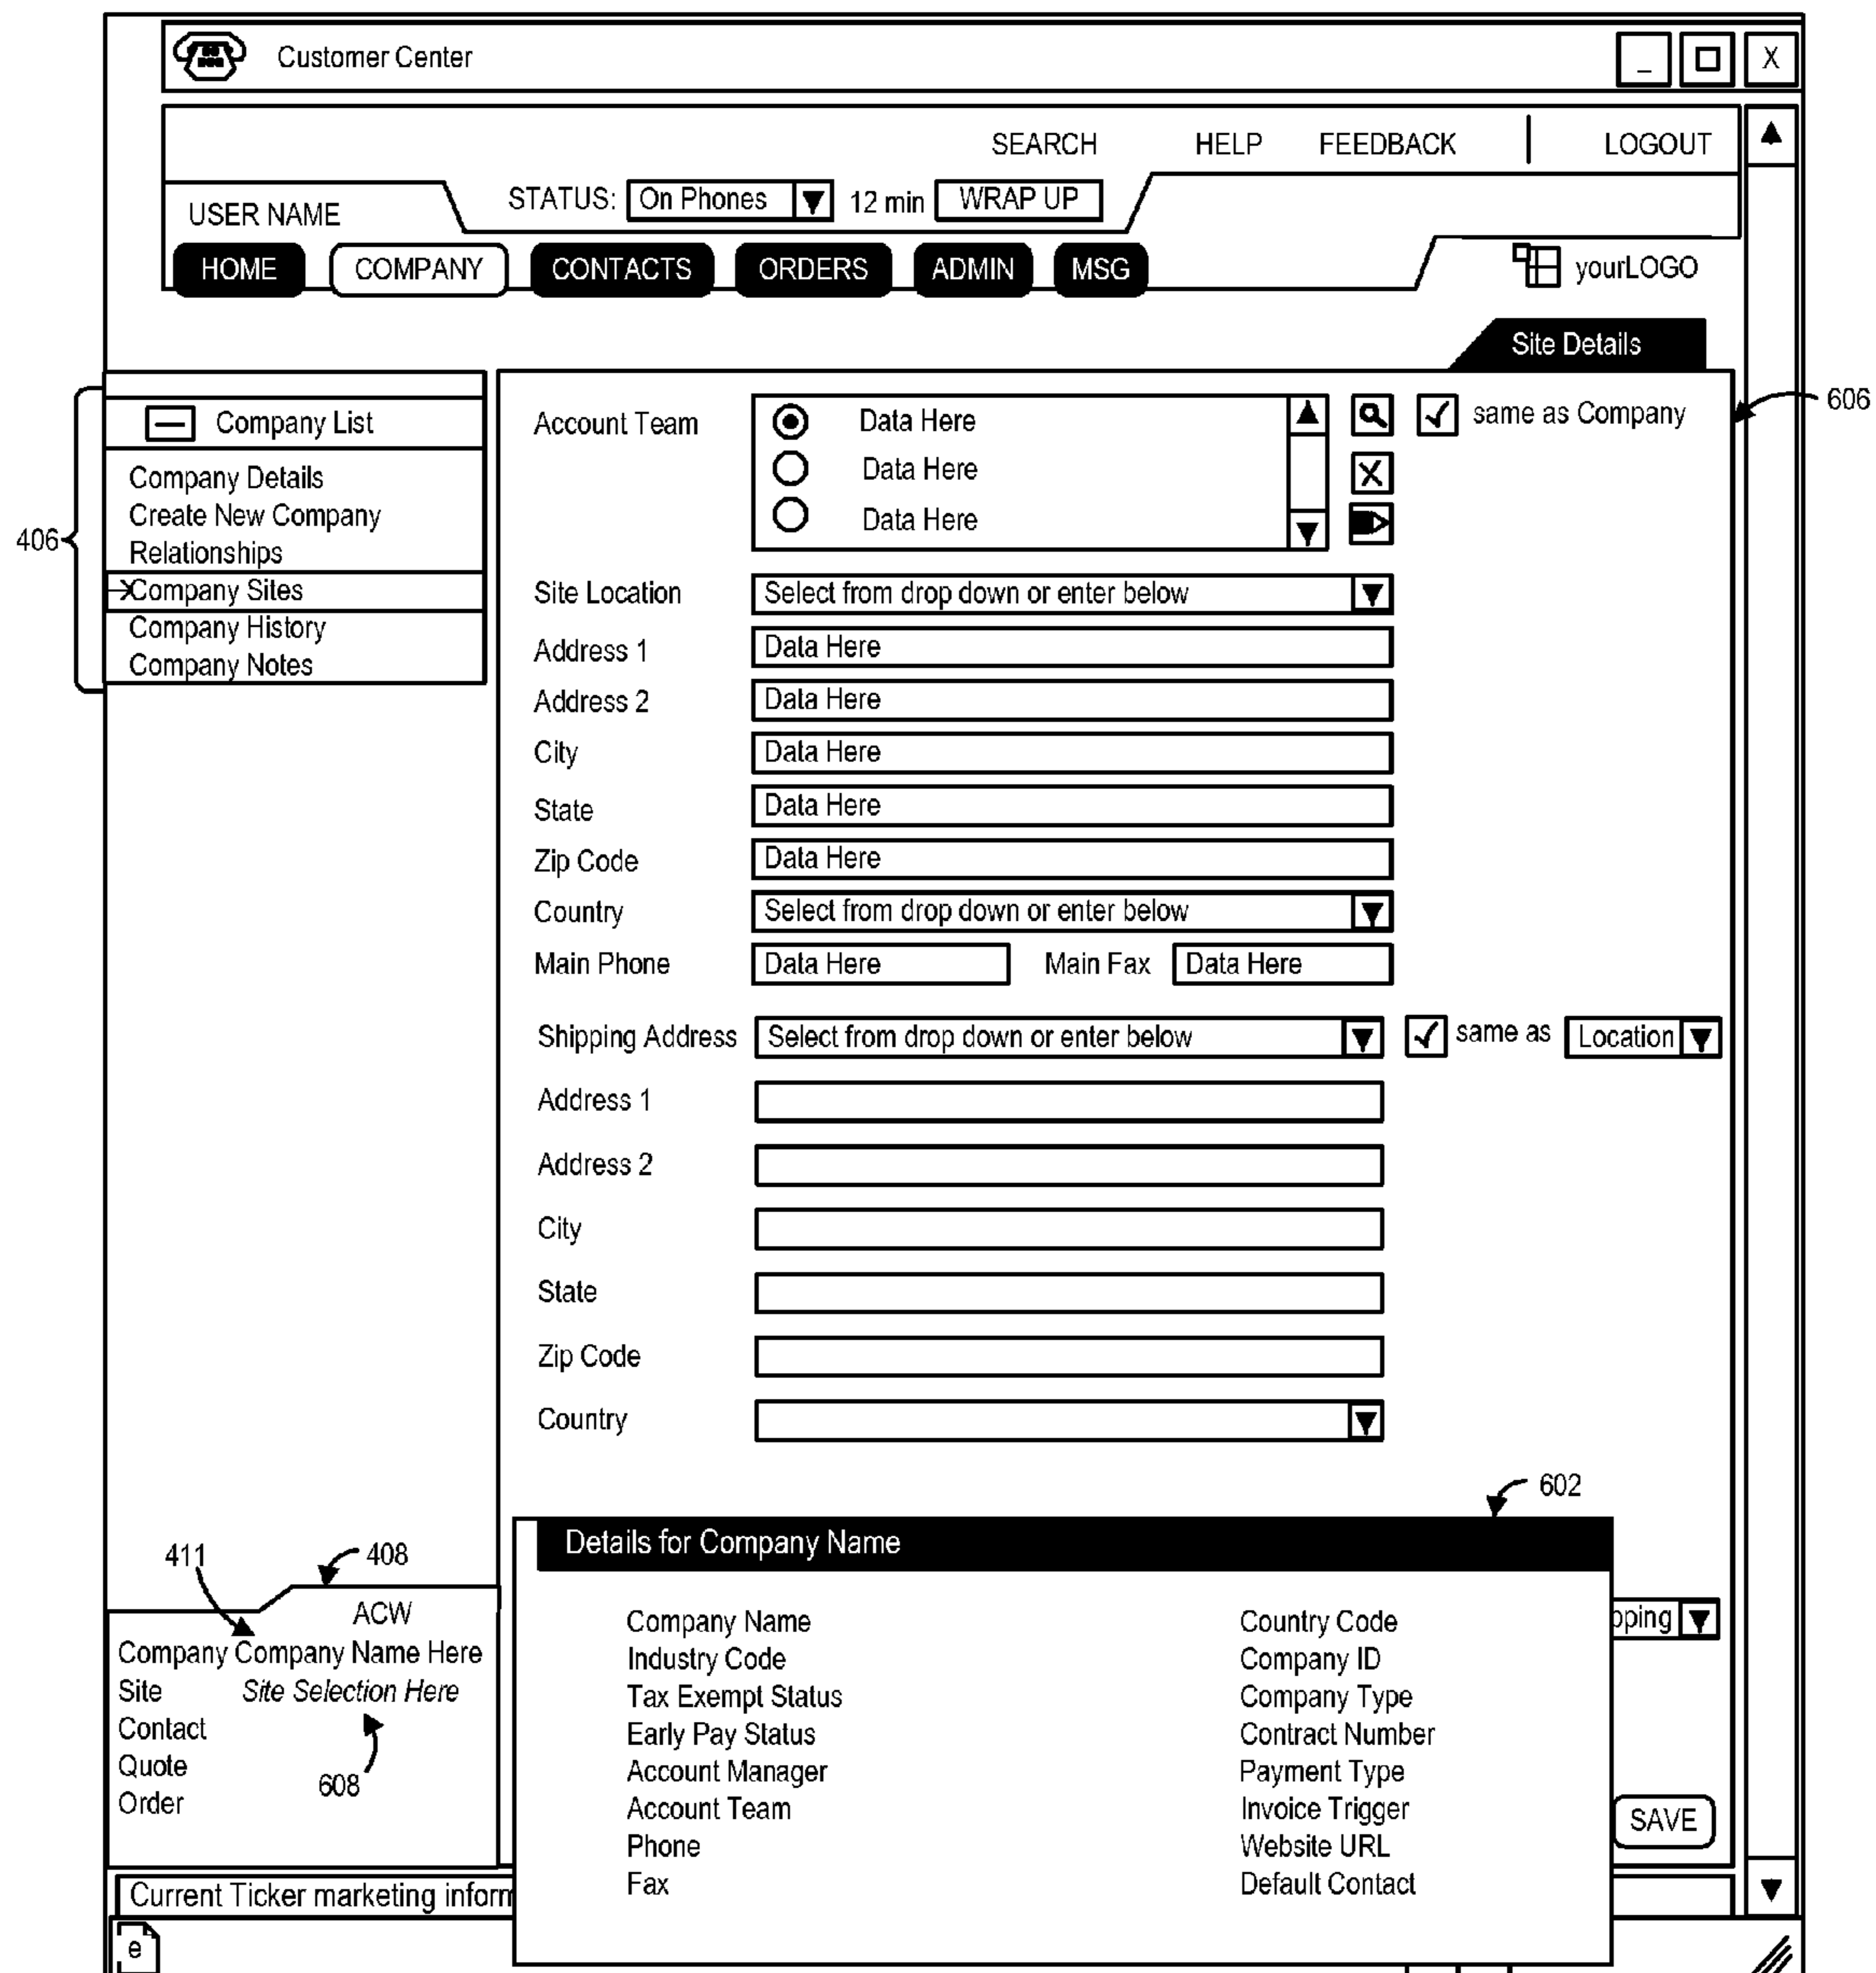 Customer Center
_ X
SEARCH HELP FEEDBACK LOGOUT
STATUS: On Phones 12 min WRAP UP
USER NAME
HOME COMPANY CONTACTS ORDERS ADMIN MSG yourLOGO
Site Details
606
Company List
Company Details
Create New Company
Relationships
Company Sites
Company History
Company Notes
406
Account Team Data Here same as Company
Data Here
Data Here
Site Location Select from drop down or enter below
Address 1 Data Here
Address 2 Data Here
City Data Here
State Data Here
Zip Code Data Here
Country Select from drop down or enter below
Main Phone Data Here Main Fax Data Here
Shipping Address Select from drop down or enter below same as Location
Address 1
Address 2
City
State
Zip Code
Country
602
411 408
ACW
Company Company Name Here
Site Site Selection Here
Contact
Quote
Order
608
Details for Company Name
Company Name Country Code
Industry Code Company ID
Tax Exempt Status Company Type
Early Pay Status Contract Number
Account Manager Payment Type
Account Team Invoice Trigger
Phone Website URL
Fax Default Contact
pping
SAVE
Current Ticker marketing inform
e